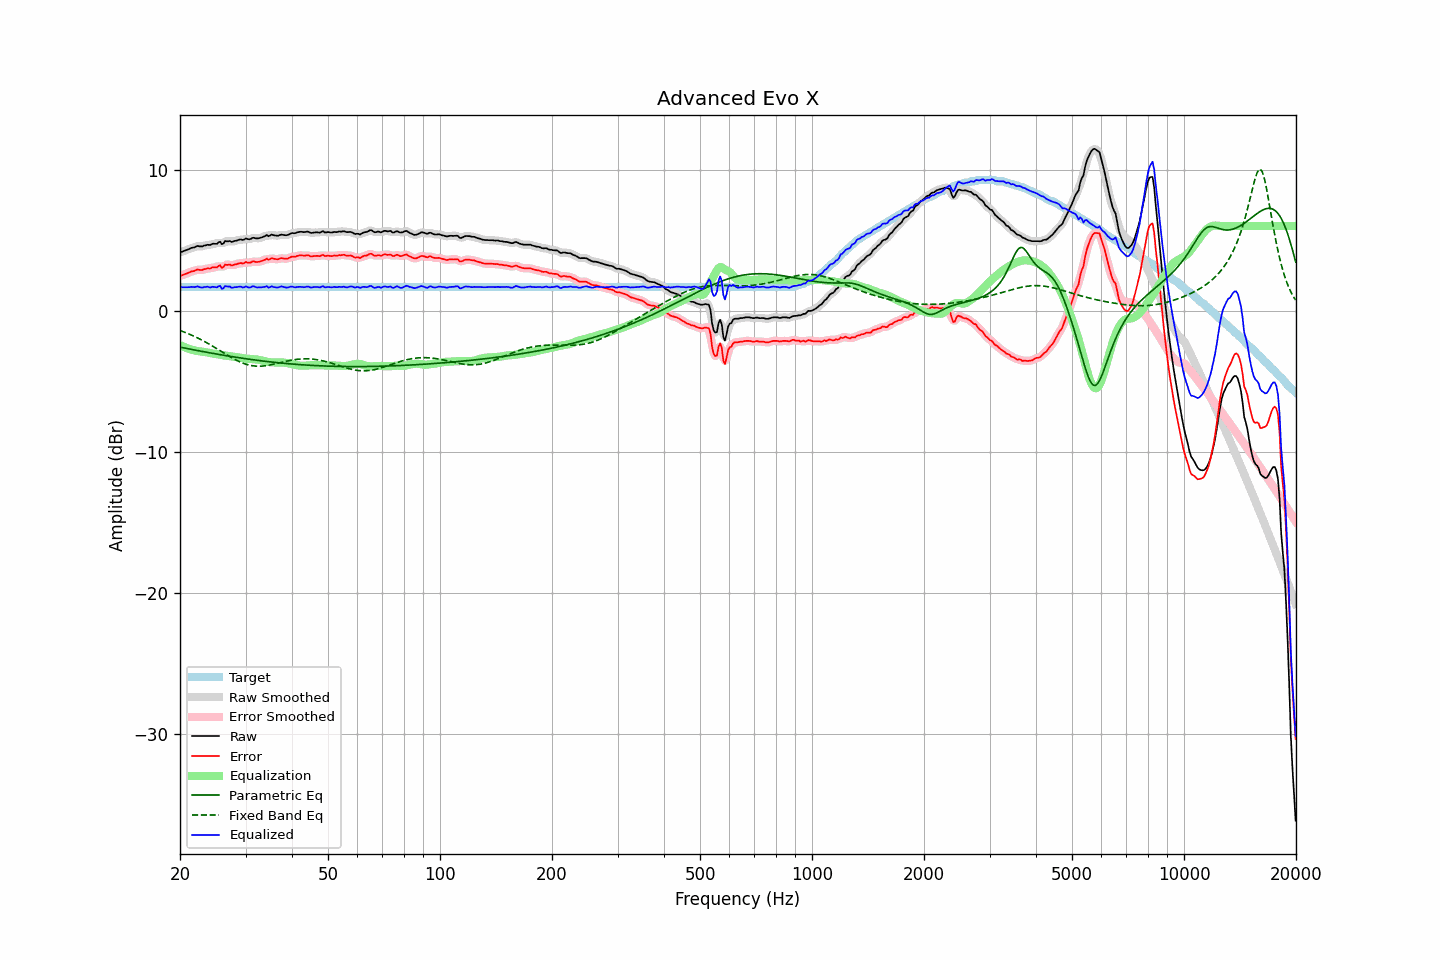 Advanced Evo X
Amplitude (dBr)
10
0
−10
−20
−30
Target
Raw Smoothed
Error Smoothed
Raw
Error
Equalization
Parametric Eq
Fixed Band Eq
Equalized
20 50 100 200 500 1000 2000 5000 10000 20000
Frequency (Hz)